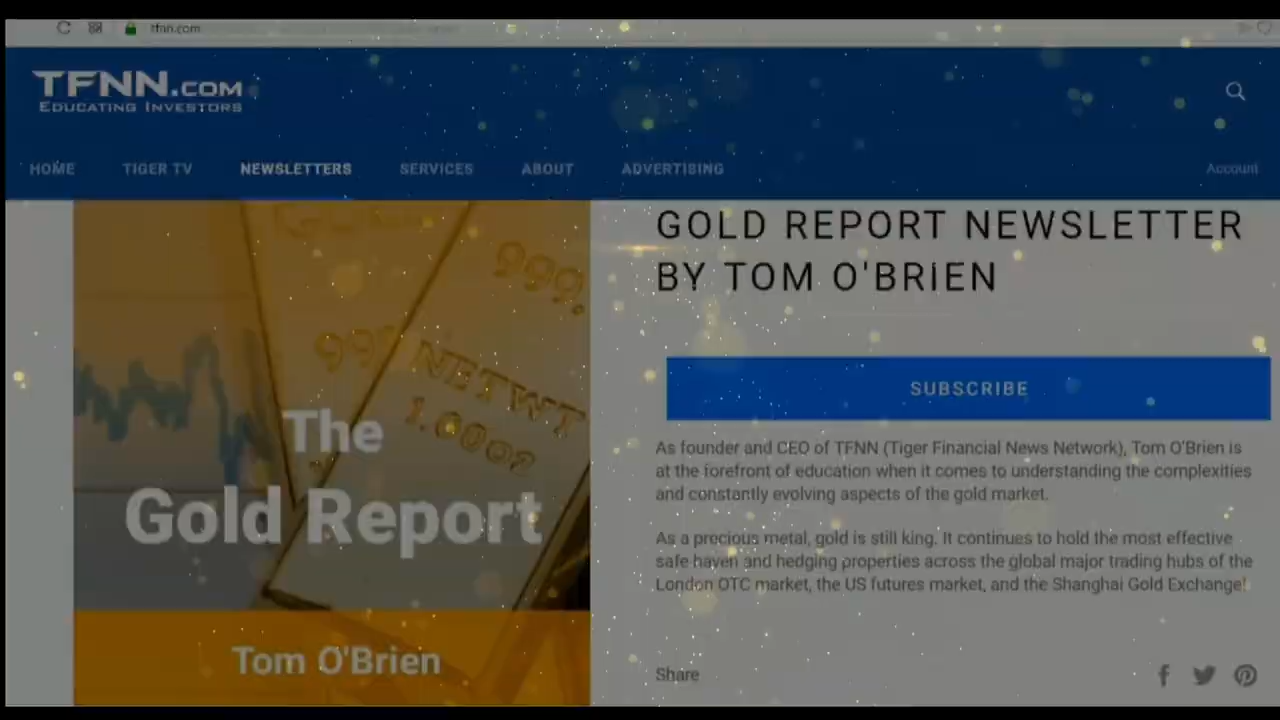 tfnn.com
TFNN.COM
EDUCATING INVESTORS
HOME TIGER TV NEWSLETTERS SERVICES ABOUT ADVERTISING Account
999.
NET WT
1.000?
The
Gold Report
Tom O'Brien
GOLD REPORT NEWSLETTER
BY TOM O'BRIEN
SUBSCRIBE
As founder and CEO of TFNN (Tiger Financial News Network), Tom O'Brien is
at the forefront of education when it comes to understanding the complexities
and constantly evolving aspects of the gold market.
As a precious metal, gold is still king. It continues to hold the most effective
safe haven and hedging properties across the global major trading hubs of the
London OTC market, the US futures market, and the Shanghai Gold Exchange!
Share